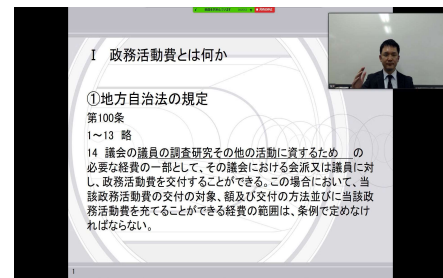 Ⅰ　政務活動費とは何か
①地方自治法の規定
第100条
1～13　略
14　議会の議員の調査研究その他の活動に資するため　の
必要な経費の一部として、その議会における会派又は議員に対
し、政務活動費を交付することができる。この場合において、当
該政務活動費の交付の対象、額及び交付の方法並びに当該政
務活動費を充てることができる経費の範囲は、条例で定めなけ
ればならない。
1